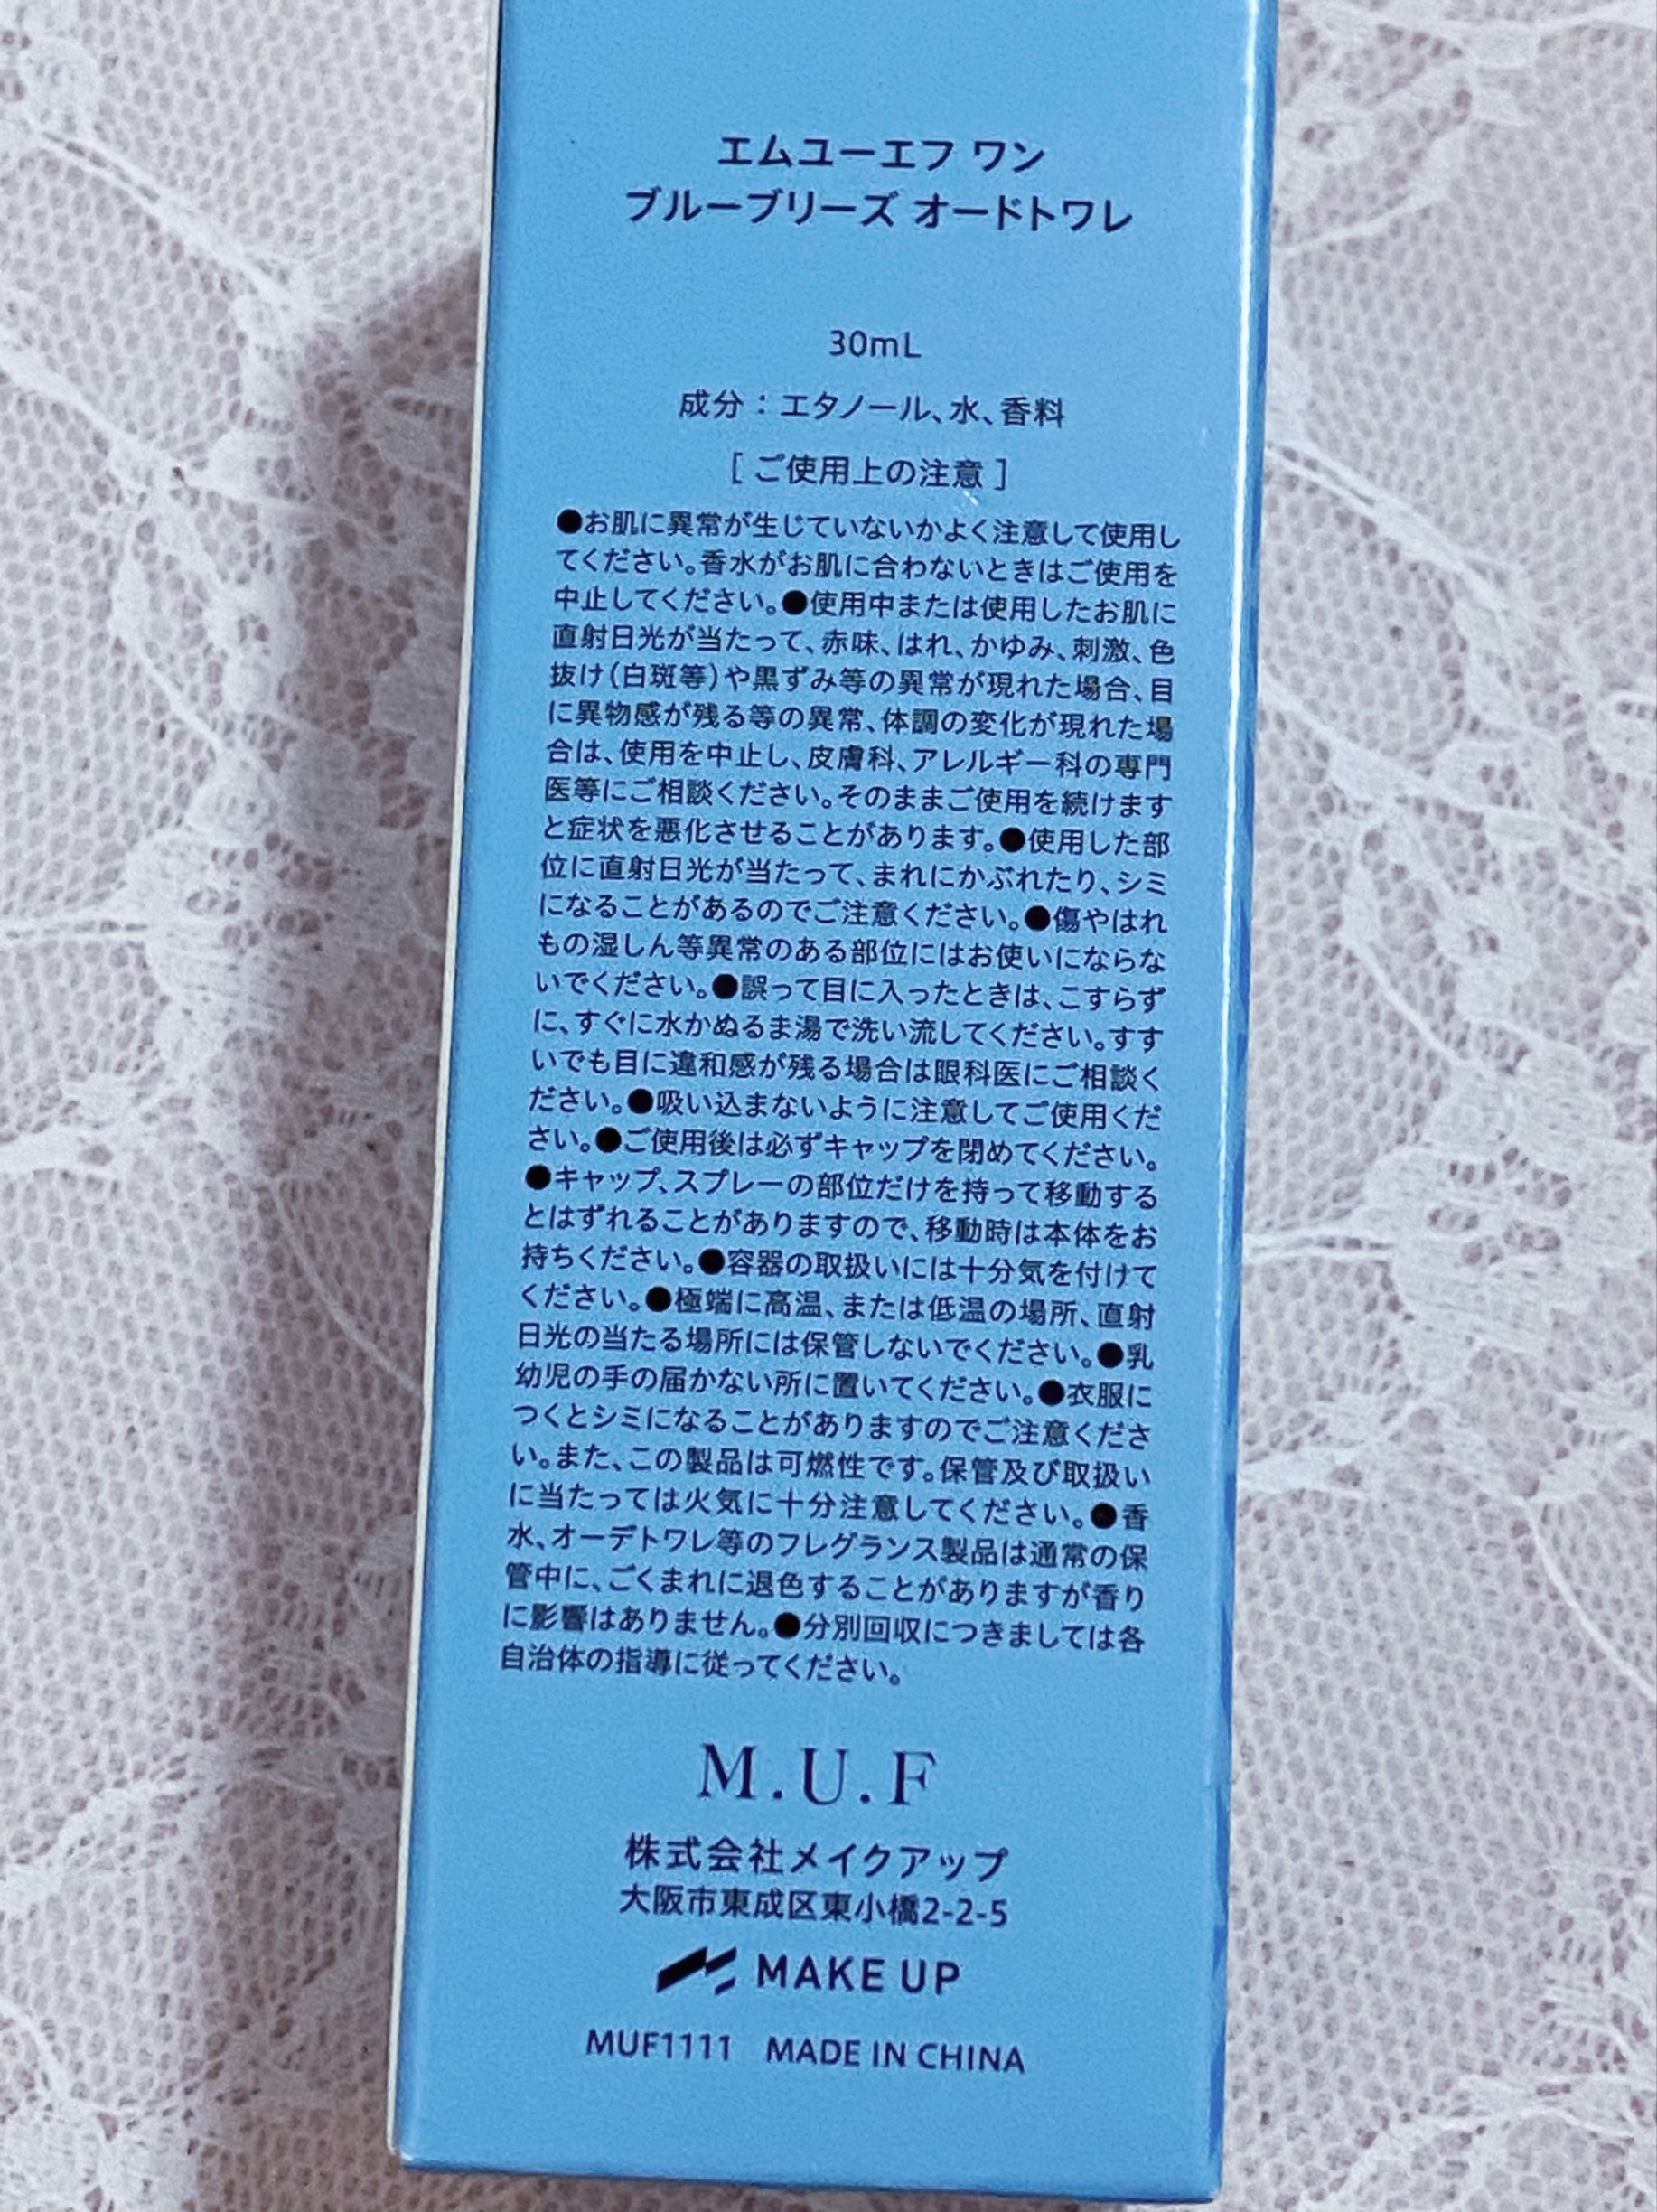 エムユーエフ ワン
ブルーブリーズ オードトワレ
30mL
成分：エタノール、水、香料
[ ご使用上の注意 ]
●お肌に異常が生じていないかよく注意して使用し
てください。香水がお肌に合わないときはご使用を
中止してください。●使用中または使用したお肌に
直射日光が当たって、赤味、はれ、かゆみ、刺激、色
抜け（白斑等）や黒ずみ等の異常が現れた場合、目
に異物感が残る等の異常、体調の変化が現れた場
合は、使用を中止し、皮膚科、アレルギー科の専門
医等にご相談ください。そのままご使用を続けます
と症状を悪化させることがあります。●使用した部
位に直射日光が当たって、まれにかぶれたり、シミ
になることがあるのでご注意ください。●傷やはれ
もの湿しん等異常のある部位にはお使いにならな
いでください。●誤って目に入ったときは、こすらず
に、すぐに水かぬるま湯で洗い流してください。すす
いでも目に違和感が残る場合は眼科医にご相談く
ださい。●吸い込まないように注意してご使用くだ
さい。●ご使用後は必ずキャップを閉めてください。
●キャップ、スプレーの部位だけを持って移動する
とはずれることがありますので、移動時は本体をお
持ちください。●容器の取扱いには十分気を付けて
ください。●極端に高温、または低温の場所、直射
日光の当たる場所には保管しないでください。●乳
幼児の手の届かない所に置いてください。●衣服に
つくとシミになることがありますのでご注意くださ
い。また、この製品は可燃性です。保管及び取扱い
に当たっては火気に十分注意してください。●香
水、オーデトワレ等のフレグランス製品は通常の保
管中に、ごくまれに退色することがありますが香り
に影響はありません。●分別回収につきましては各
自治体の指導に従ってください。
M.U.F
株式会社メイクアップ
大阪市東成区東小橋2-2-5
MAKE UP
MUF1111 MADE IN CHINA